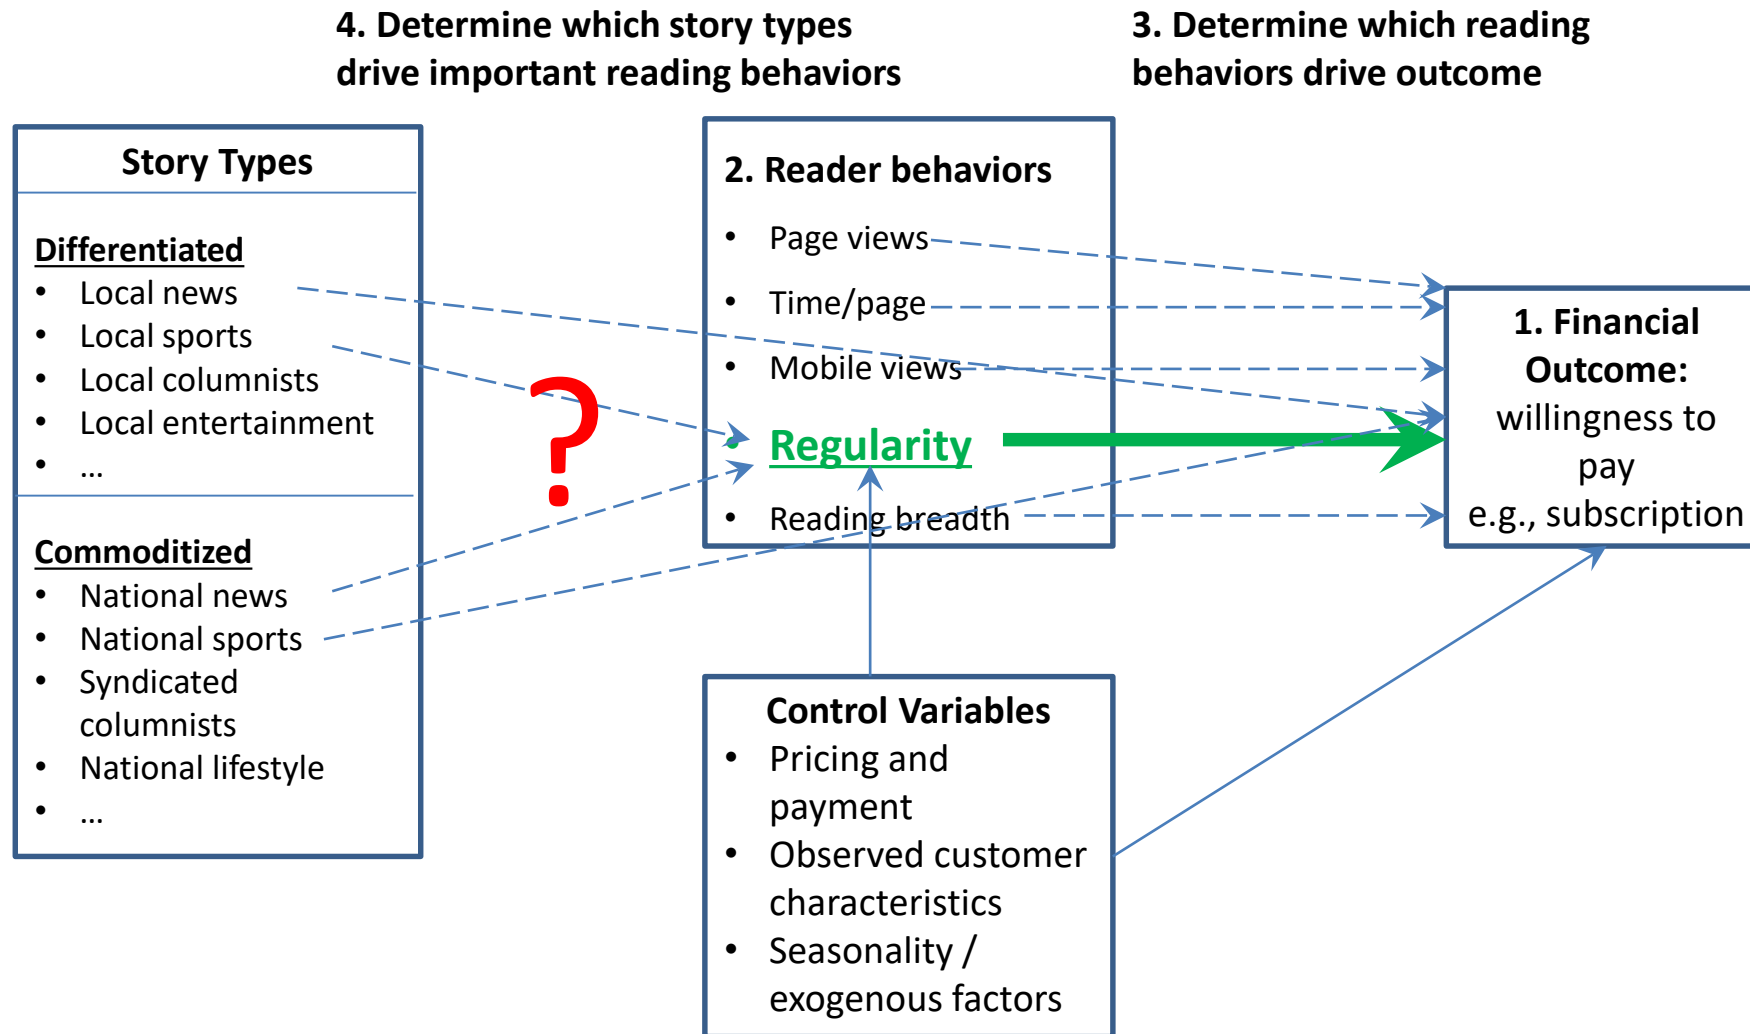 4. Determine which story types
drive important reading behaviors
3. Determine which reading
behaviors drive outcome
Story Types
Differentiated
• Local news
• Local sports
• Local columnists
• Local entertainment
• ...
Commoditized
• National news
• National sports
• Syndicated
columnists
• National lifestyle
• ...
?
2. Reader behaviors
• Page views
• Time/page
• Mobile views
• Regularity
• Reading breadth
1. Financial
Outcome:
willingness to
pay
e.g., subscription
Control Variables
• Pricing and
payment
• Observed customer
characteristics
• Seasonality /
exogenous factors